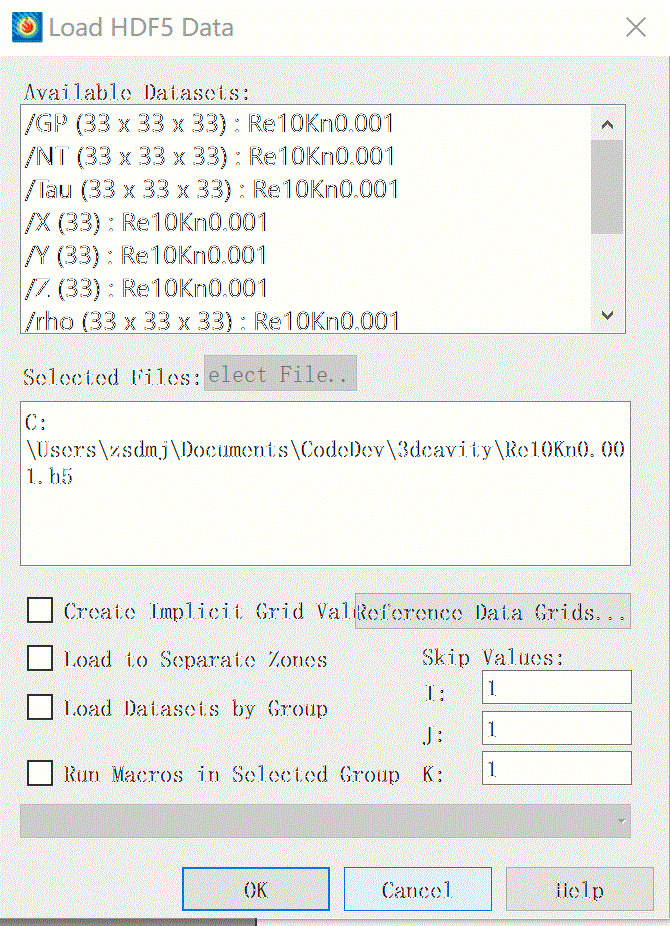 Load HDF5 Data
Available Datasets:
/GP (33 x 33 x 33) : Re10Kn0.001
/NT (33 x 33 x 33) : Re10Kn0.001
/Tau (33 x 33 x 33) : Re10Kn0.001
/X (33) : Re10Kn0.001
/Y (33) : Re10Kn0.001
/Z (33) : Re10Kn0.001
/rho (33 x 33 x 33) : Re10Kn0.001
Selected Files: elect File..
C:
\Users\zsdmj\Documents\CodeDev\3dcavity\Re10Kn0.00
1.h5
Create Implicit Grid Val Reference Data Grids...
Load to Separate Zones
Skip Values:
I: 1
Load Datasets by Group
J: 1
Run Macros in Selected Group
K: 1
OK Cancel Help